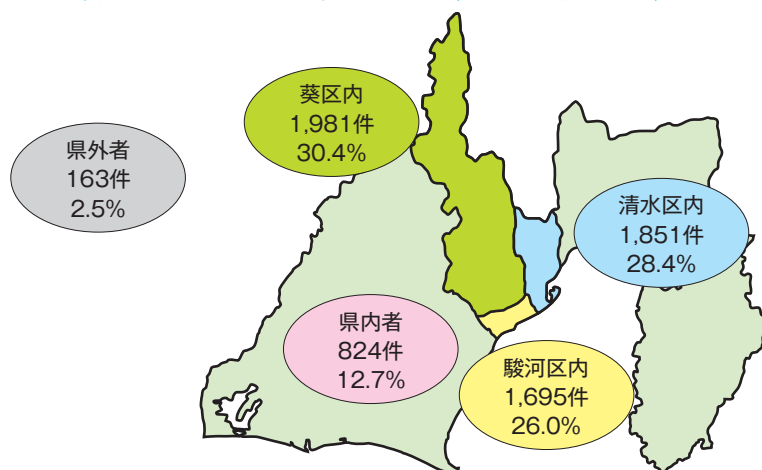 葵区内
1,981件
30.4%
県外者
163件
2.5%
清水区内
1,851件
28.4%
県内者
824件
12.7%
駿河区内
1,695件
26.0%